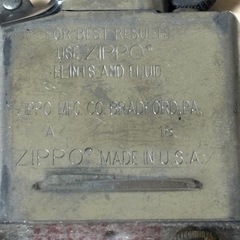 FOR BEST RESULTS
USE ZIPPO®
FLINTS AND FLUID
ZIPPO MFG. CO. BRADFORD, PA.
A 15
ZIPPO® MADE IN U.S.A.